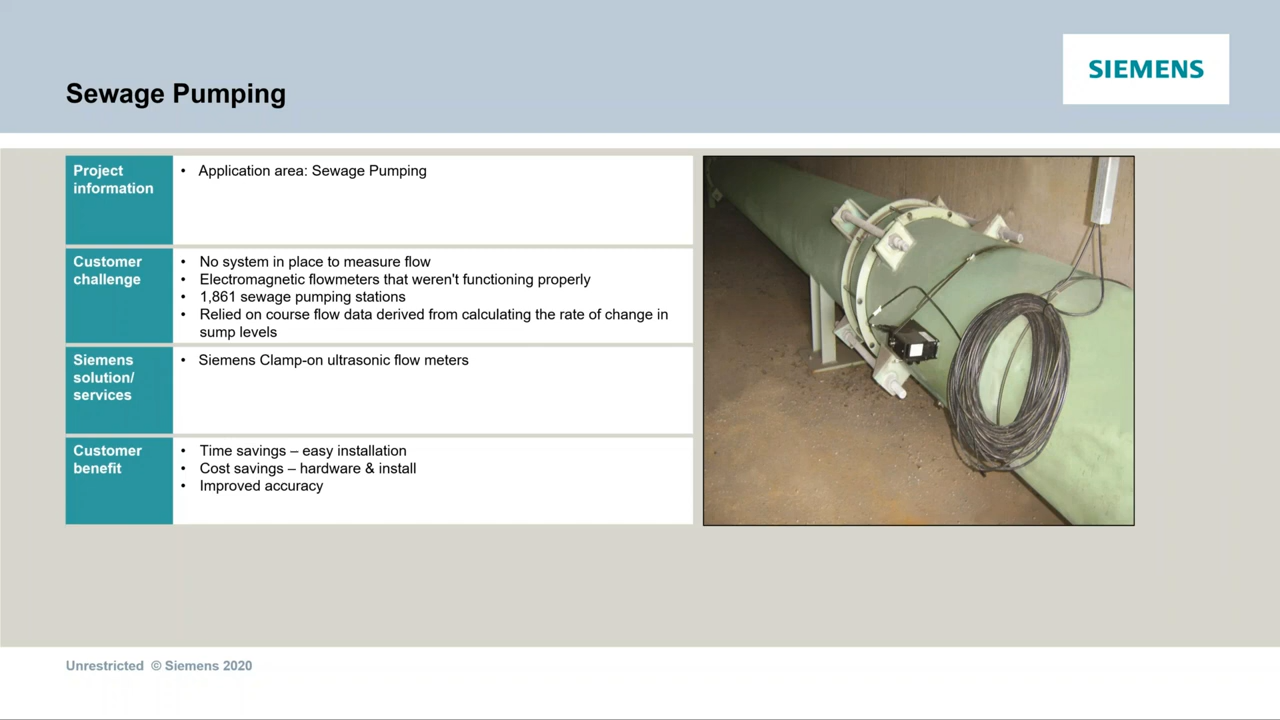 SIEMENS
Sewage Pumping
Project
information
• Application area: Sewage Pumping
Customer
challenge
• No system in place to measure flow
• Electromagnetic flowmeters that weren't functioning properly
• 1,861 sewage pumping stations
• Relied on course flow data derived from calculating the rate of change in
sump levels
Siemens
solution/
services
• Siemens Clamp-on ultrasonic flow meters
Customer
benefit
• Time savings – easy installation
• Cost savings – hardware & install
• Improved accuracy
Unrestricted © Siemens 2020